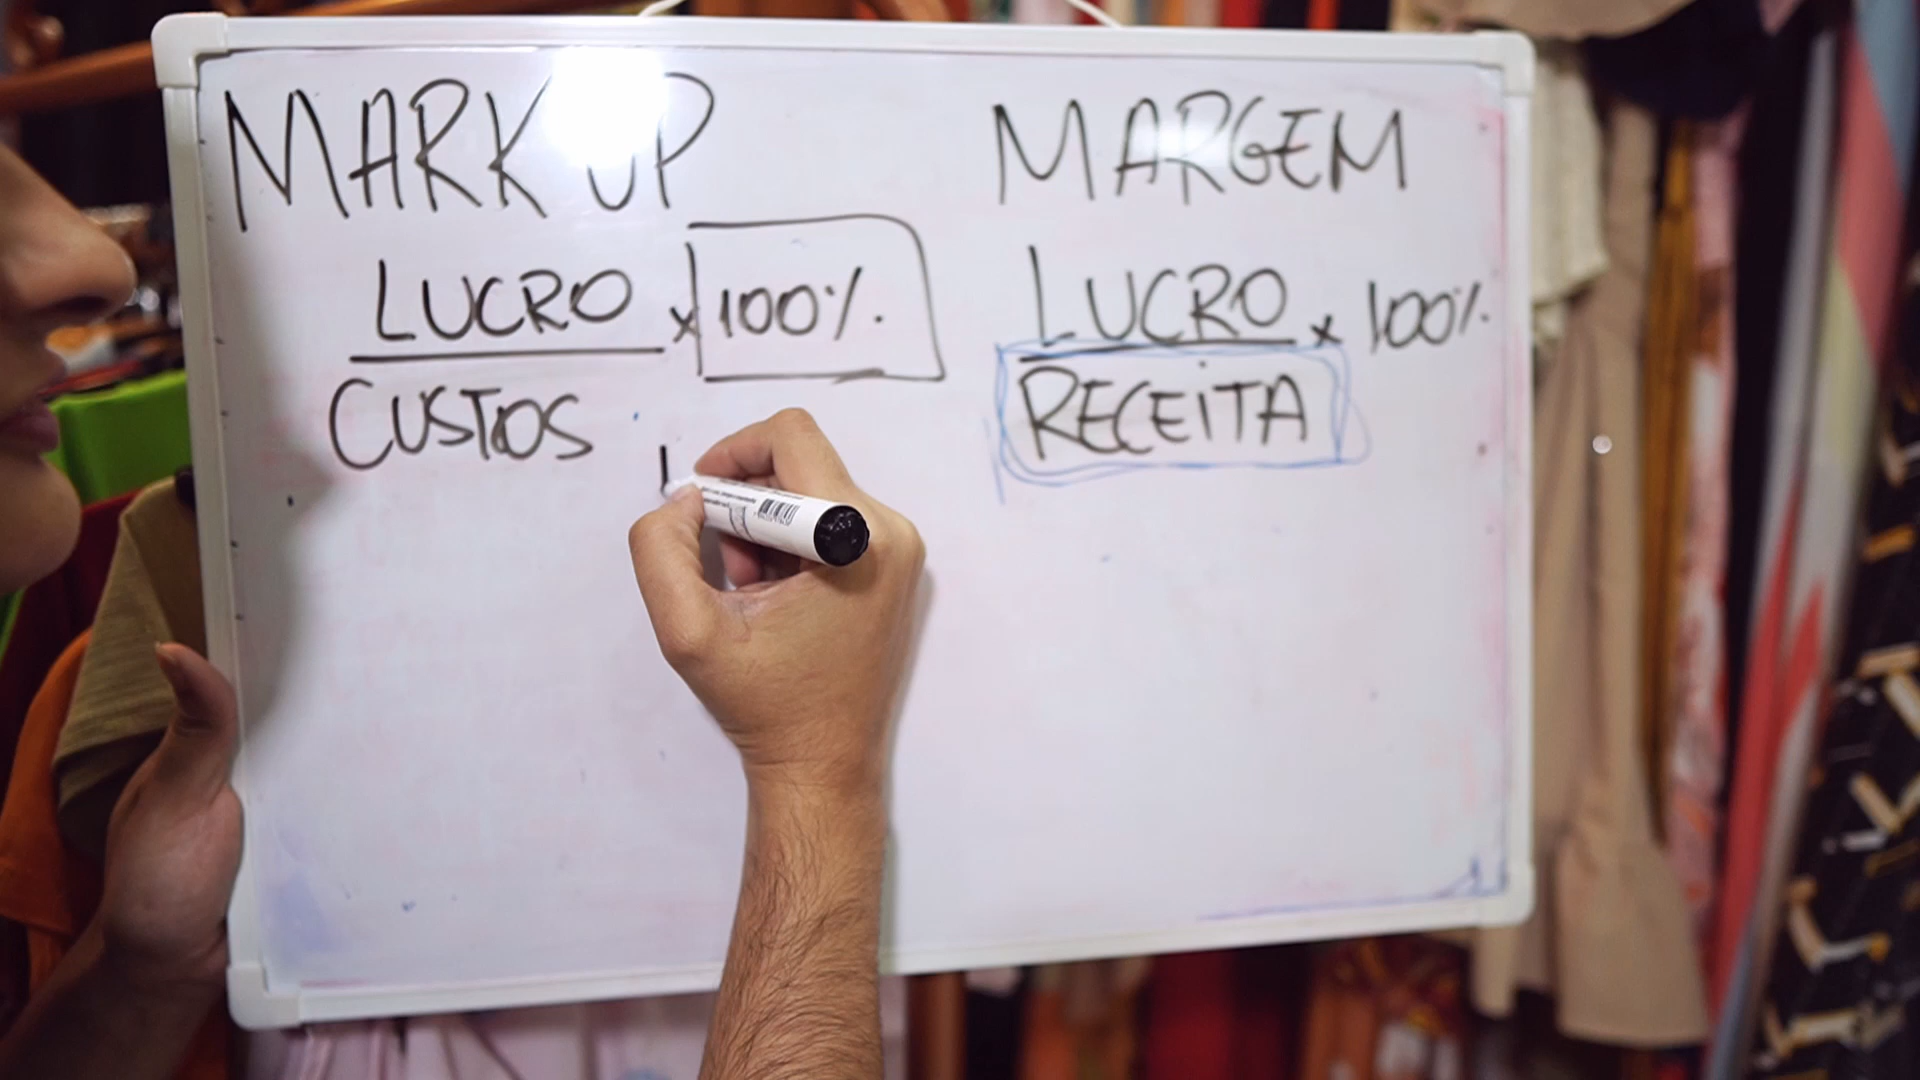 MARK UP
LUCRO x 100%
CUSTOS
MARGEM
LUCRO x 100%
RECEITA